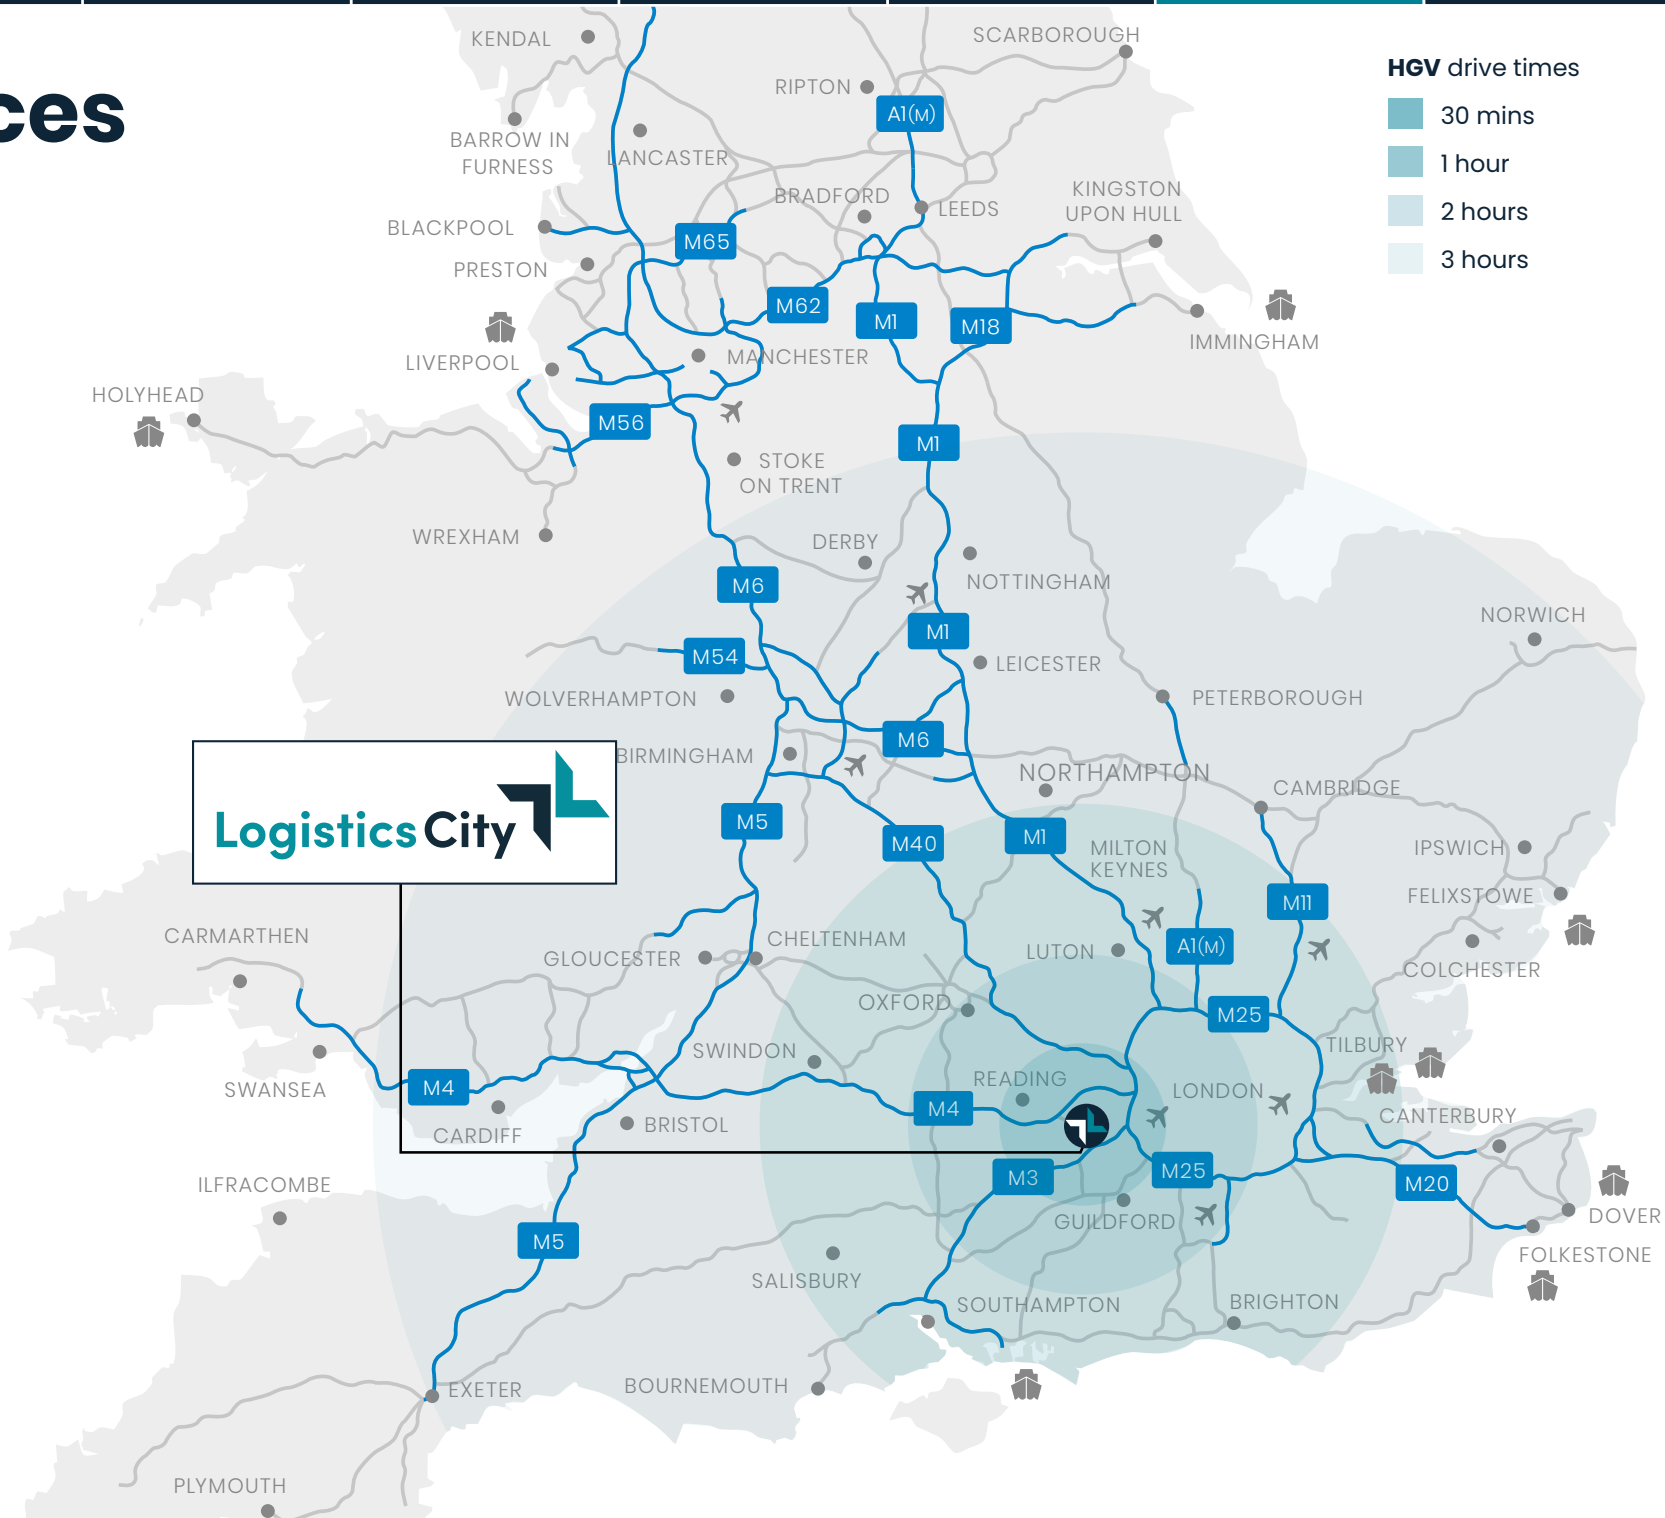 ces
HGV drive times
30 mins
1 hour
2 hours
3 hours
KENDAL
SCARBOROUGH
RIPTON
A1(M)
BARROW IN
FURNESS
LANCASTER
BRADFORD
LEEDS
KINGSTON
UPON HULL
BLACKPOOL
M65
PRESTON
M62
M1
M18
IMMINGHAM
LIVERPOOL
MANCHESTER
HOLYHEAD
M56
M1
STOKE
ON TRENT
WREXHAM
DERBY
NOTTINGHAM
M6
NORWICH
M1
M54
LEICESTER
WOLVERHAMPTON
PETERBOROUGH
M6
BIRMINGHAM
NORTHAMPTON
CAMBRIDGE
Logistics City
M5
M40
M1
MILTON
KEYNES
IPSWICH
M11
FELIXSTOWE
CARMARTHEN
CHELTENHAM
GLOUCESTER
LUTON
A1(M)
COLCHESTER
OXFORD
M25
TILBURY
SWINDON
READING
LONDON
SWANSEA
M4
M4
CANTERBURY
CARDIFF
BRISTOL
M3
M25
M20
ILFRACOMBE
GUILDFORD
DOVER
M5
FOLKESTONE
SALISBURY
SOUTHAMPTON
BRIGHTON
EXETER
BOURNEMOUTH
PLYMOUTH